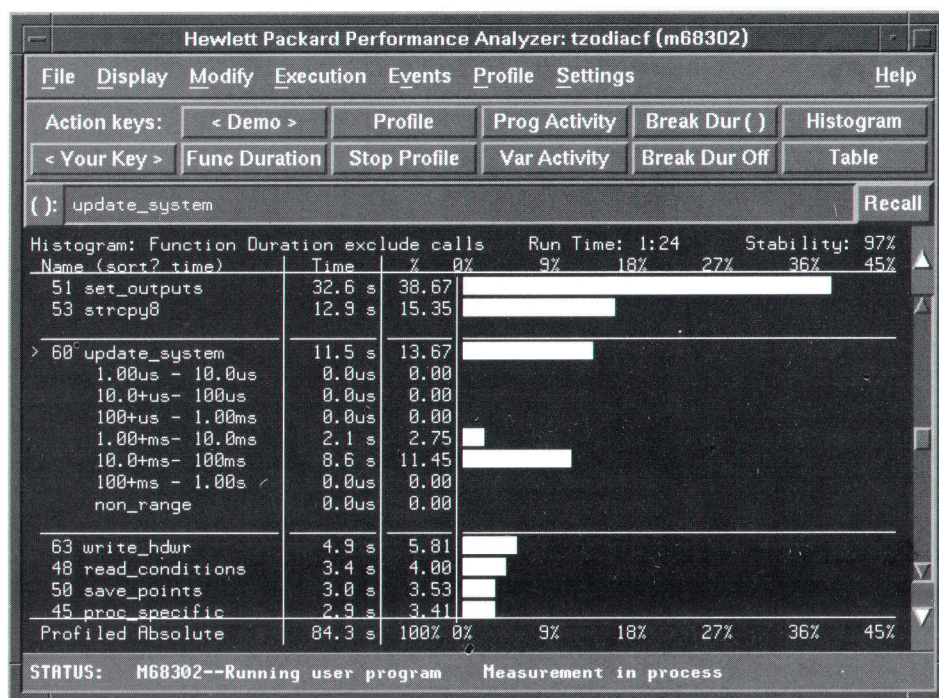 Hewlett Packard Performance Analyzer: tzodiacf (m68302)
File Display Modify Execution Events Profile Settings Help
Action keys: < Demo > Profile Prog Activity Break Dur ( ) Histogram
< Your Key > Func Duration Stop Profile Var Activity Break Dur Off Table
( ): update_system Recall
Histogram: Function Duration exclude calls Run Time: 1:24 Stability: 97%
Name (sort? time) Time % 0% 9% 18% 27% 36% 45%
51 set_outputs 32.6 s 38.67
53 strcpy8 12.9 s 15.35
> 60 update_system 11.5 s 13.67
1.00us - 10.0us 0.0us 0.00
10.0+us- 100us 0.0us 0.00
100+us - 1.00ms 0.0us 0.00
1.00+ms- 10.0ms 2.1 s 2.75
10.0+ms- 100ms 8.6 s 11.45
100+ms - 1.00s 0.0us 0.00
non_range 0.0us 0.00
63 write_hdwr 4.9 s 5.81
48 read_conditions 3.4 s 4.00
50 save_points 3.0 s 3.53
45 proc_specific 2.9 s 3.41
Profiled Absolute 84.3 s 100% 0% 9% 18% 27% 36% 45%
STATUS: M68302--Running user program Measurement in process